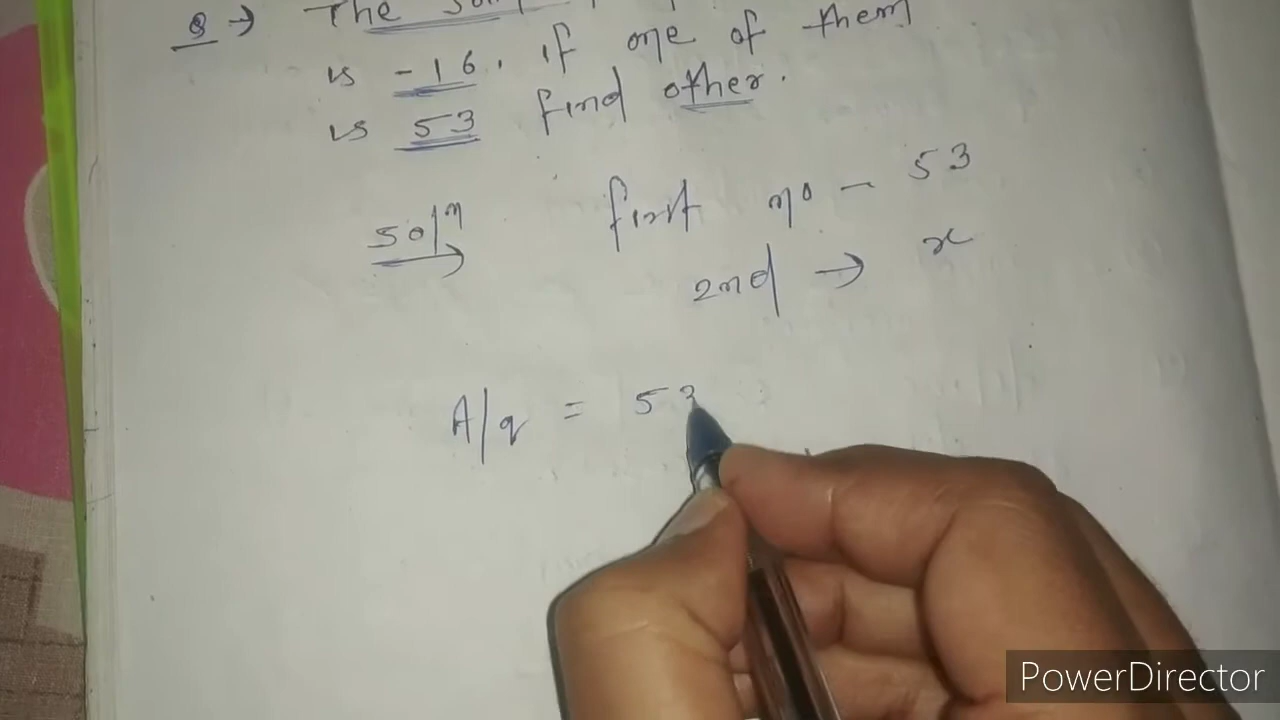 Q → The
is -16. if one of them
is 53 find other.
Solⁿ first no - 53
2nd → x
A/q = 53
PowerDirector